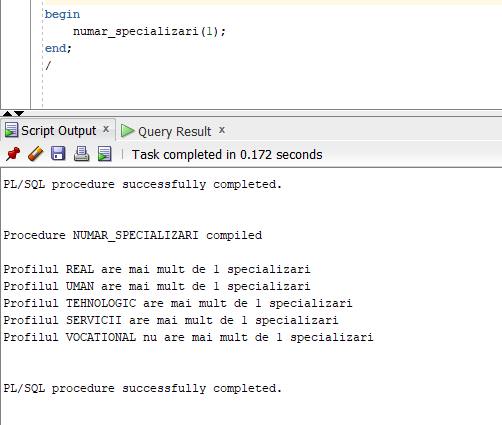 begin
numar_specializari(1);
end;
/
Script Output x
Query Result x
Task completed in 0.172 seconds
PL/SQL procedure successfully completed.
Procedure NUMAR_SPECIALIZARI compiled
Profilul REAL are mai mult de 1 specializari
Profilul UMAN are mai mult de 1 specializari
Profilul TEHNOLOGIC are mai mult de 1 specializari
Profilul SERVICII are mai mult de 1 specializari
Profilul VOCATIONAL nu are mai mult de 1 specializari
PL/SQL procedure successfully completed.